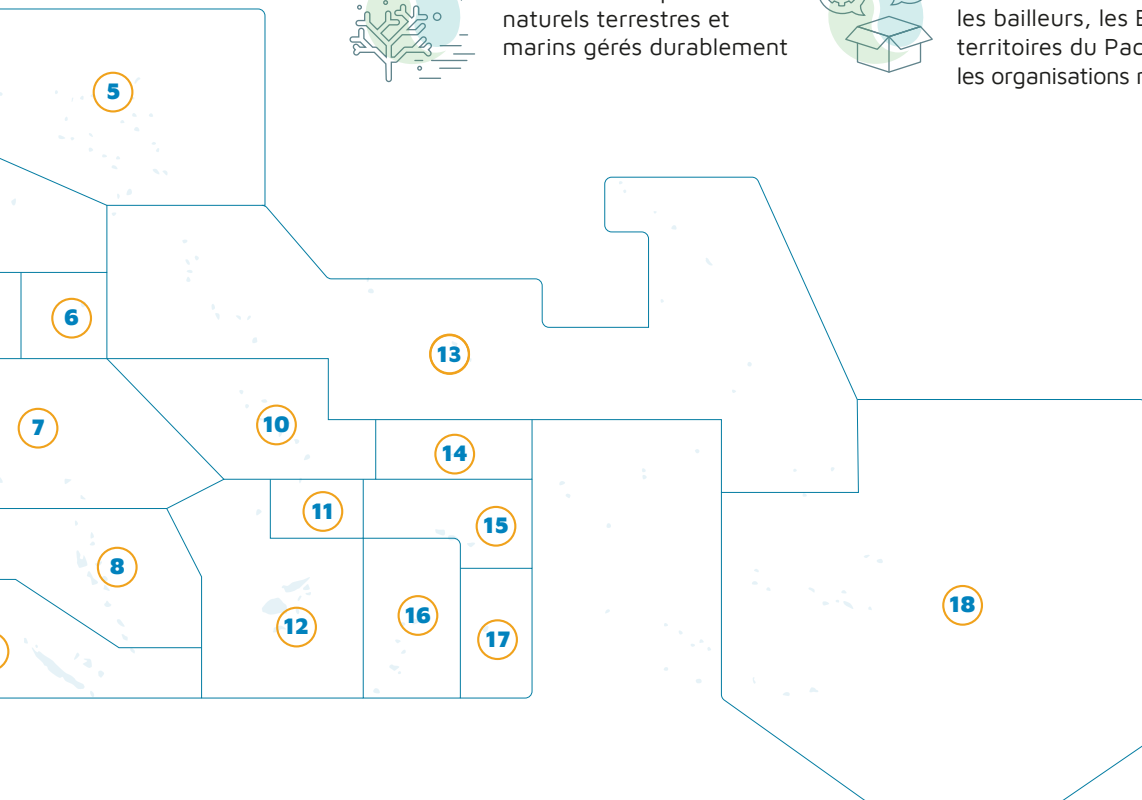 naturels terrestres et
marins gérés durablement
les bailleurs, les
territoires du
les organisations
5
6
13
7
10
14
11
15
8
18
16
12
17